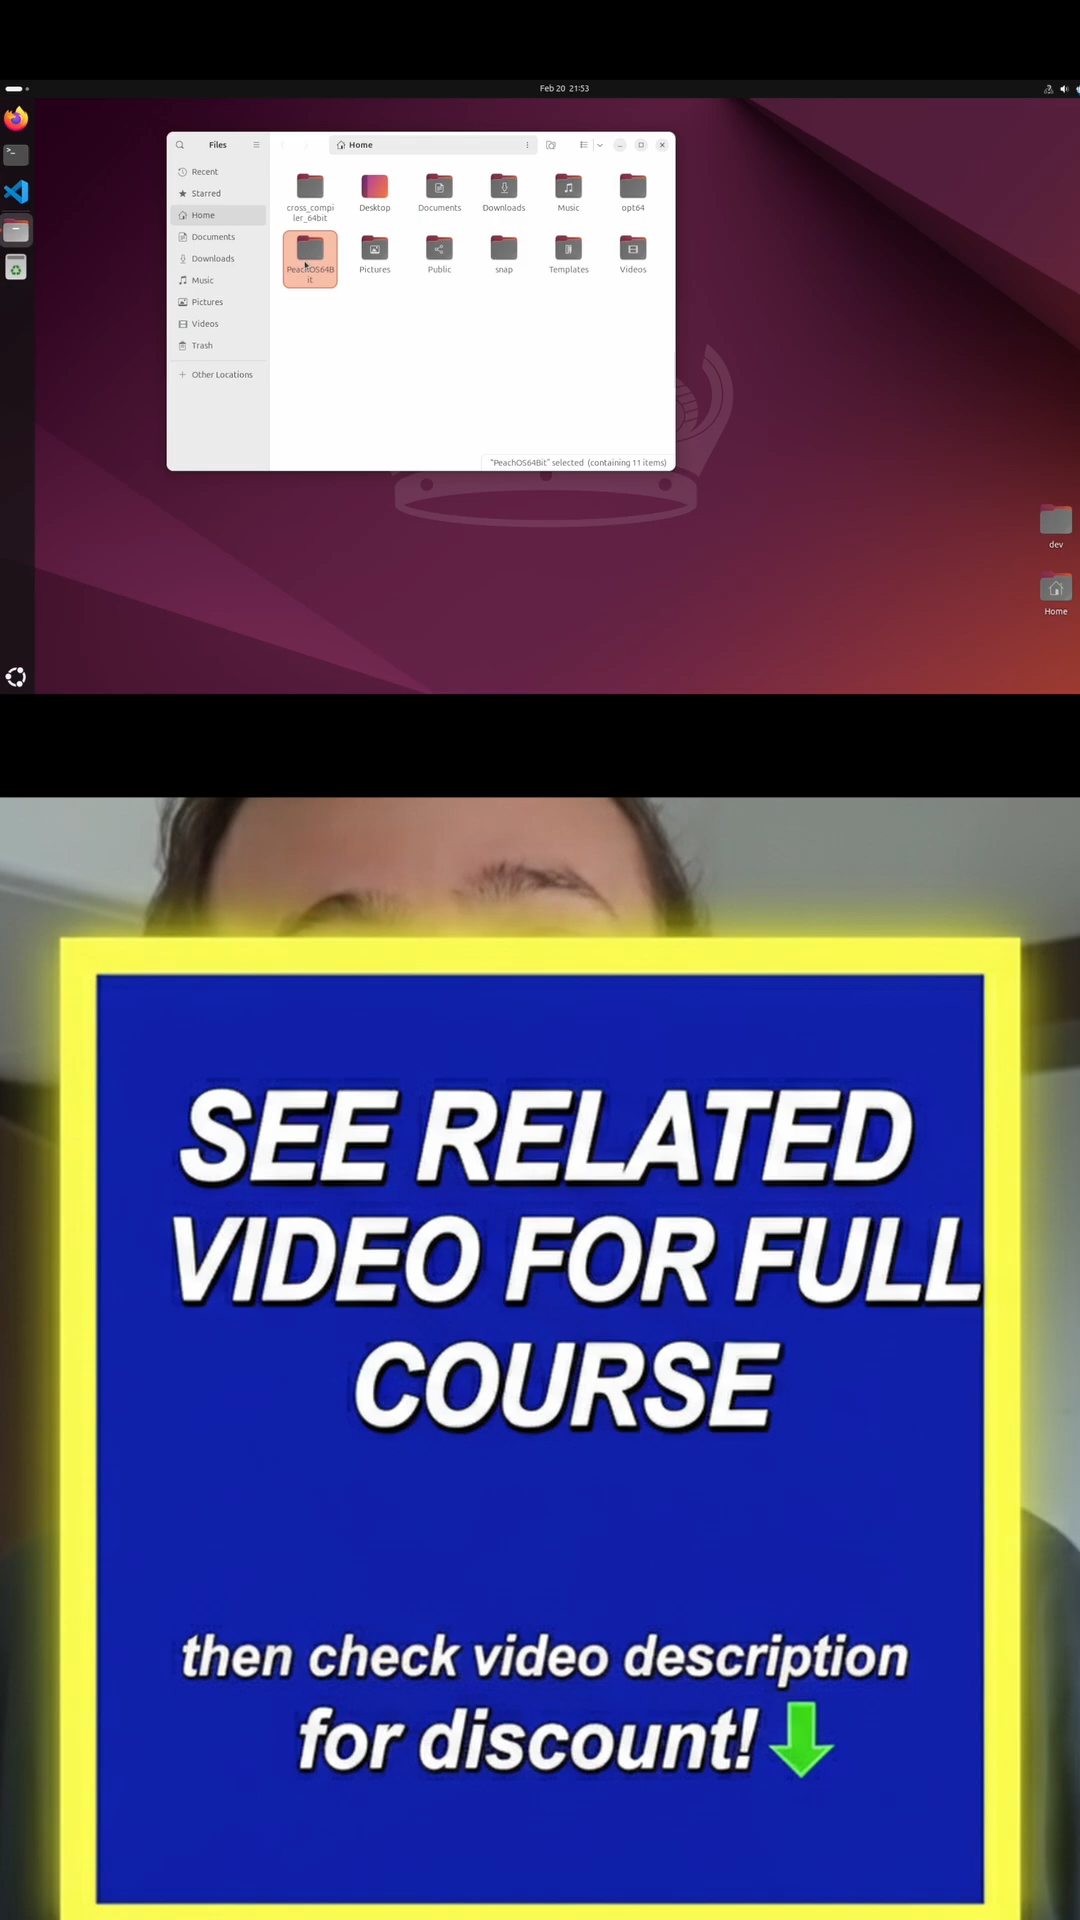 Feb 20 21:53
Files
Home
Recent
Starred
Home
Documents
Downloads
Music
Pictures
Videos
Trash
Other Locations
cross_compi
ler_64bit
Desktop
Documents
Downloads
Music
opt64
PeachOS64B
it
Pictures
Public
snap
Templates
Videos
"PeachOS64Bit" selected (containing 11 items)
dev
Home
SEE RELATED
VIDEO FOR FULL
COURSE
then check video description
for discount!